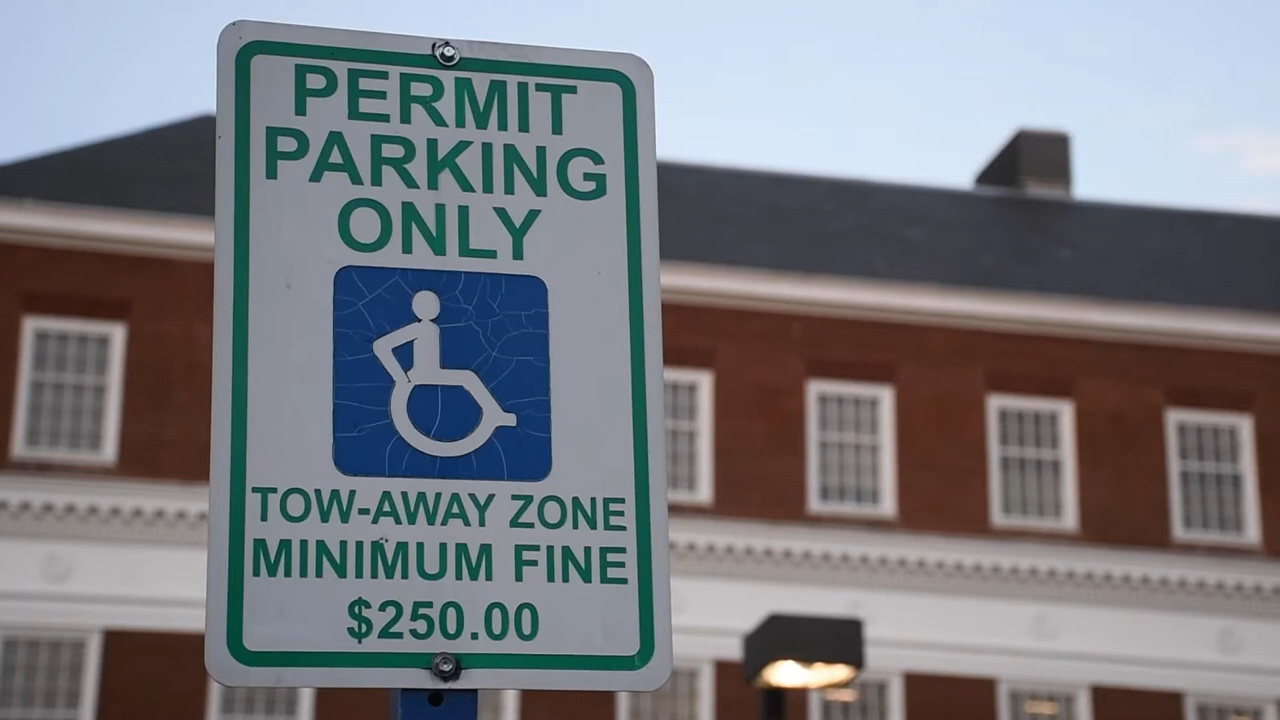 PERMIT
PARKING
ONLY
TOW-AWAY ZONE
MINIMUM FINE
$250.00